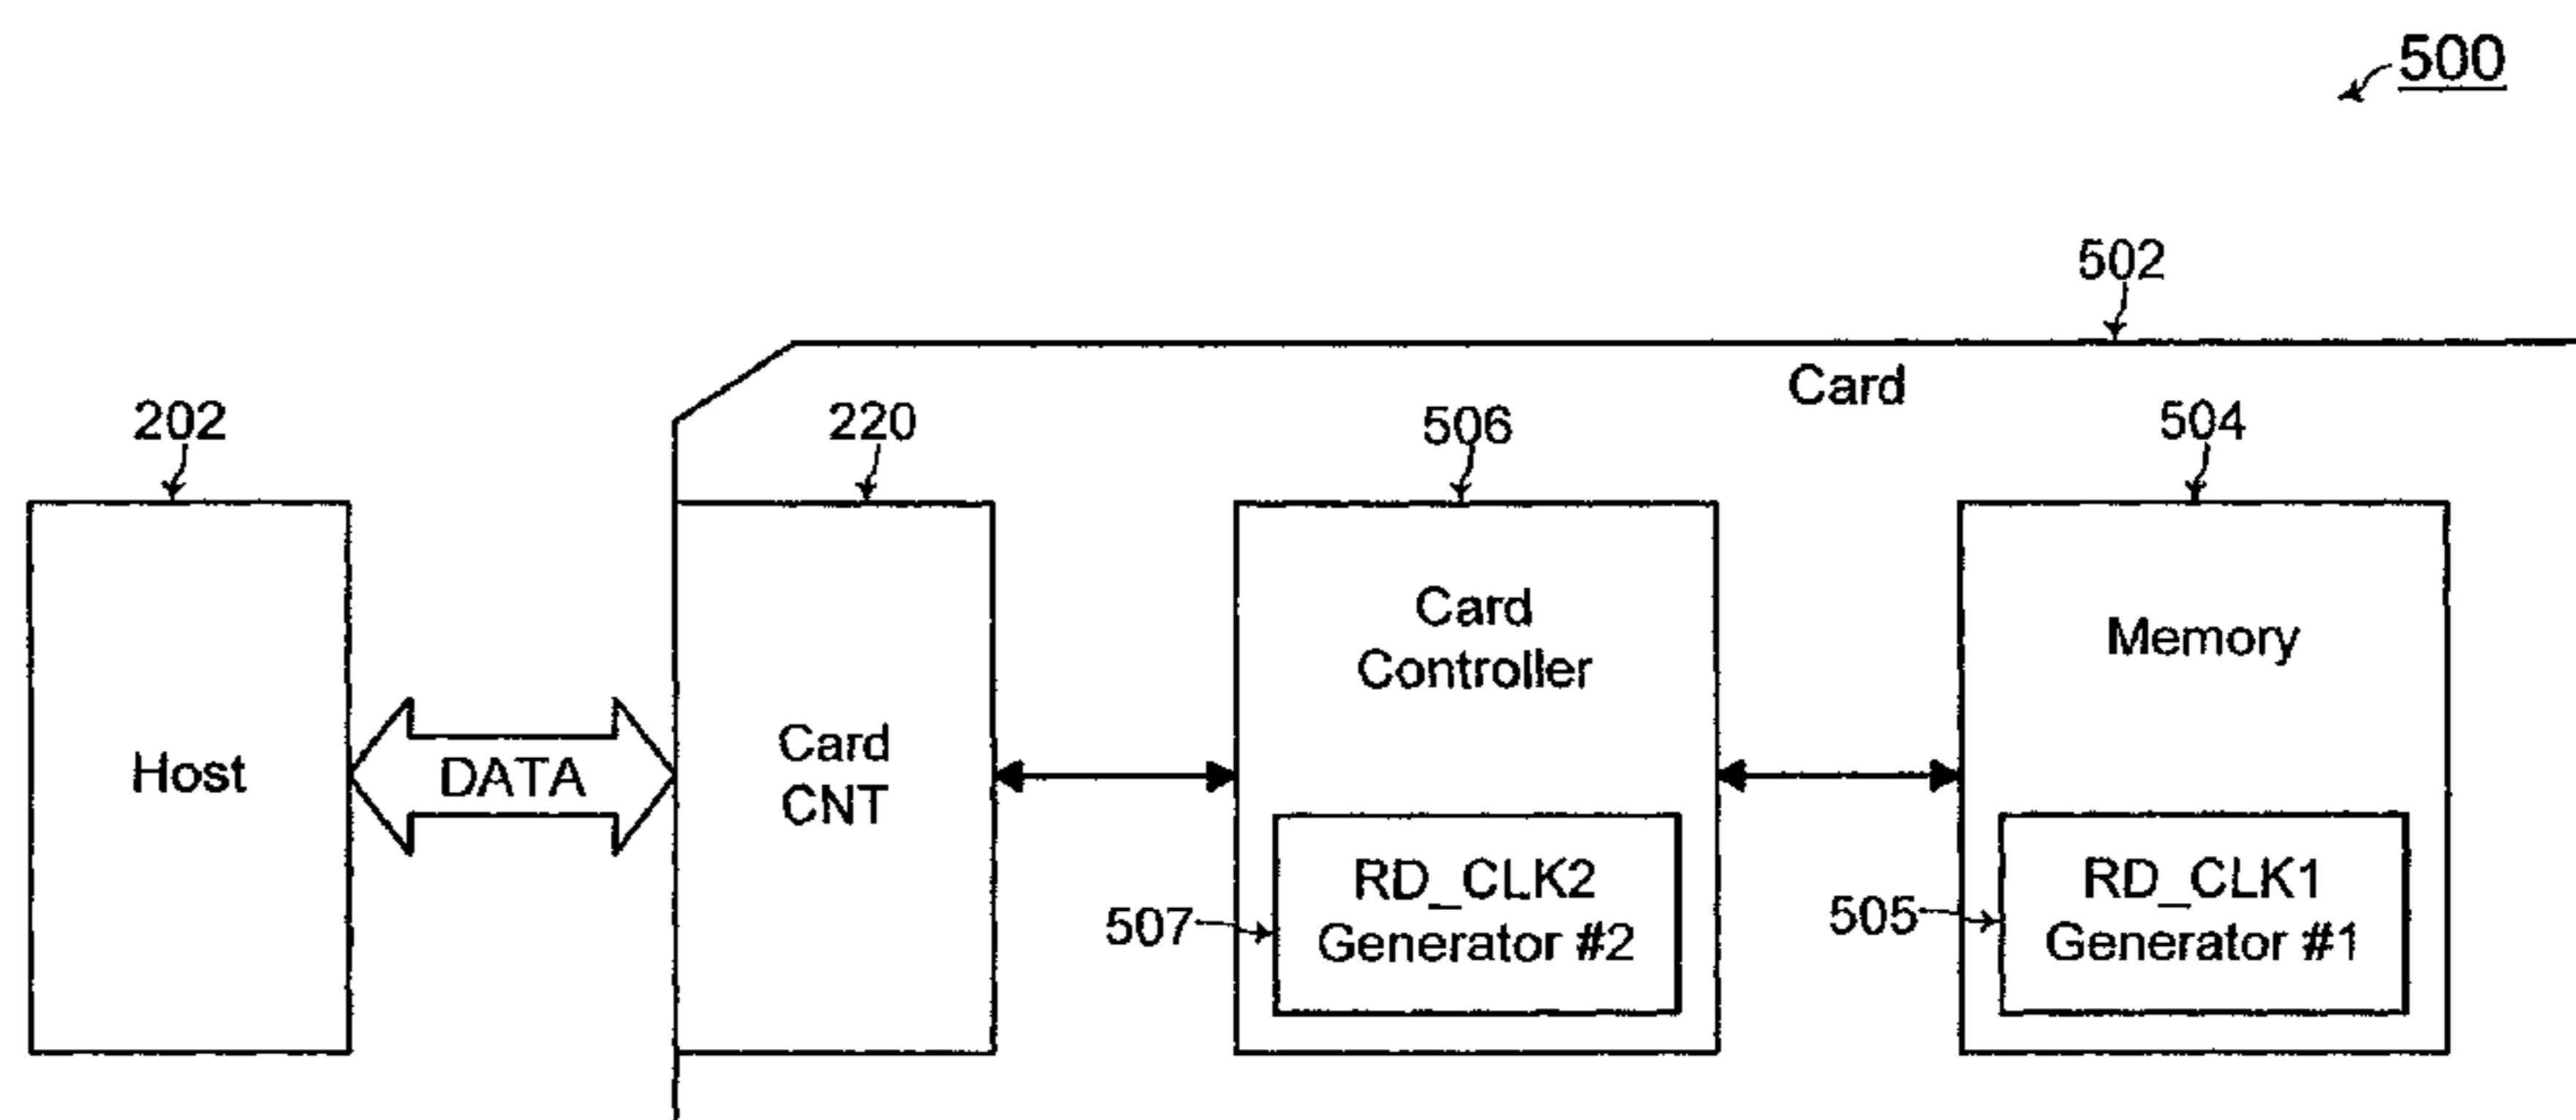 500
502
Card
202
220
506
504
Host
DATA
Card
CNT
Card
Controller
Memory
507
RD_CLK2
Generator #2
505
RD_CLK1
Generator #1